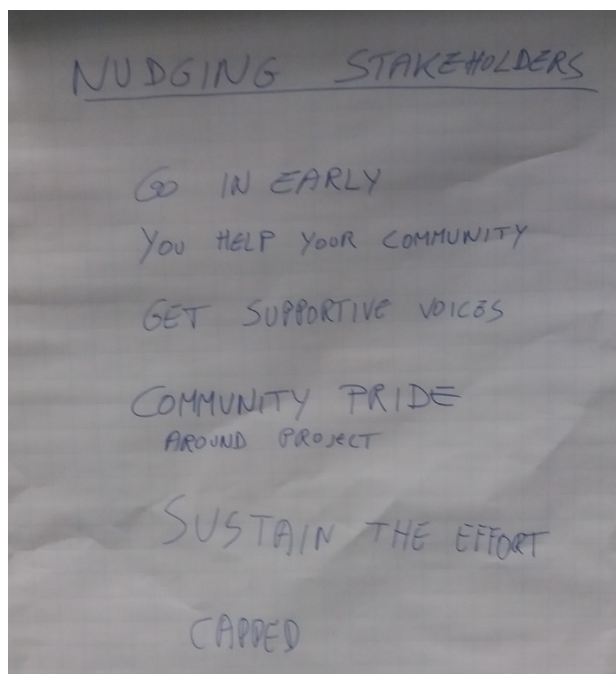 NUDGING STAKEHOLDERS
GO IN EARLY
YOU HELP YOUR COMMUNITY
GET SUPPORTIVE VOICES
COMMUNITY PRIDE
AROUND PROJECT
SUSTAIN THE EFFORT
CAPPED